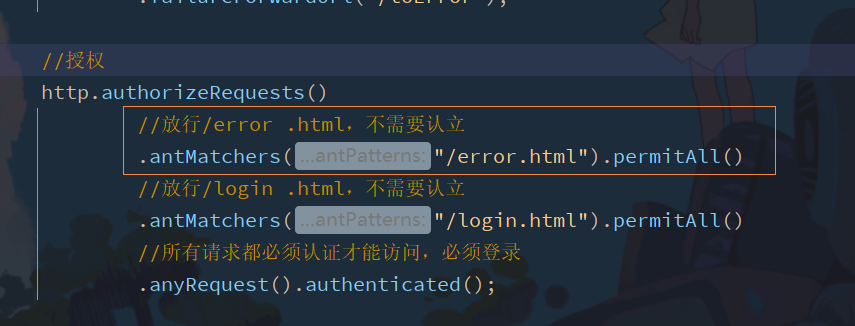 .failureForwardUrl("/toError");
//授权
http.authorizeRequests()
//放行/error .html，不需要认立
.antMatchers( ...antPatterns: "/error.html").permitAll()
//放行/login .html，不需要认立
.antMatchers( ...antPatterns: "/login.html").permitAll()
//所有请求都必须认证才能访问，必须登录
.anyRequest().authenticated();